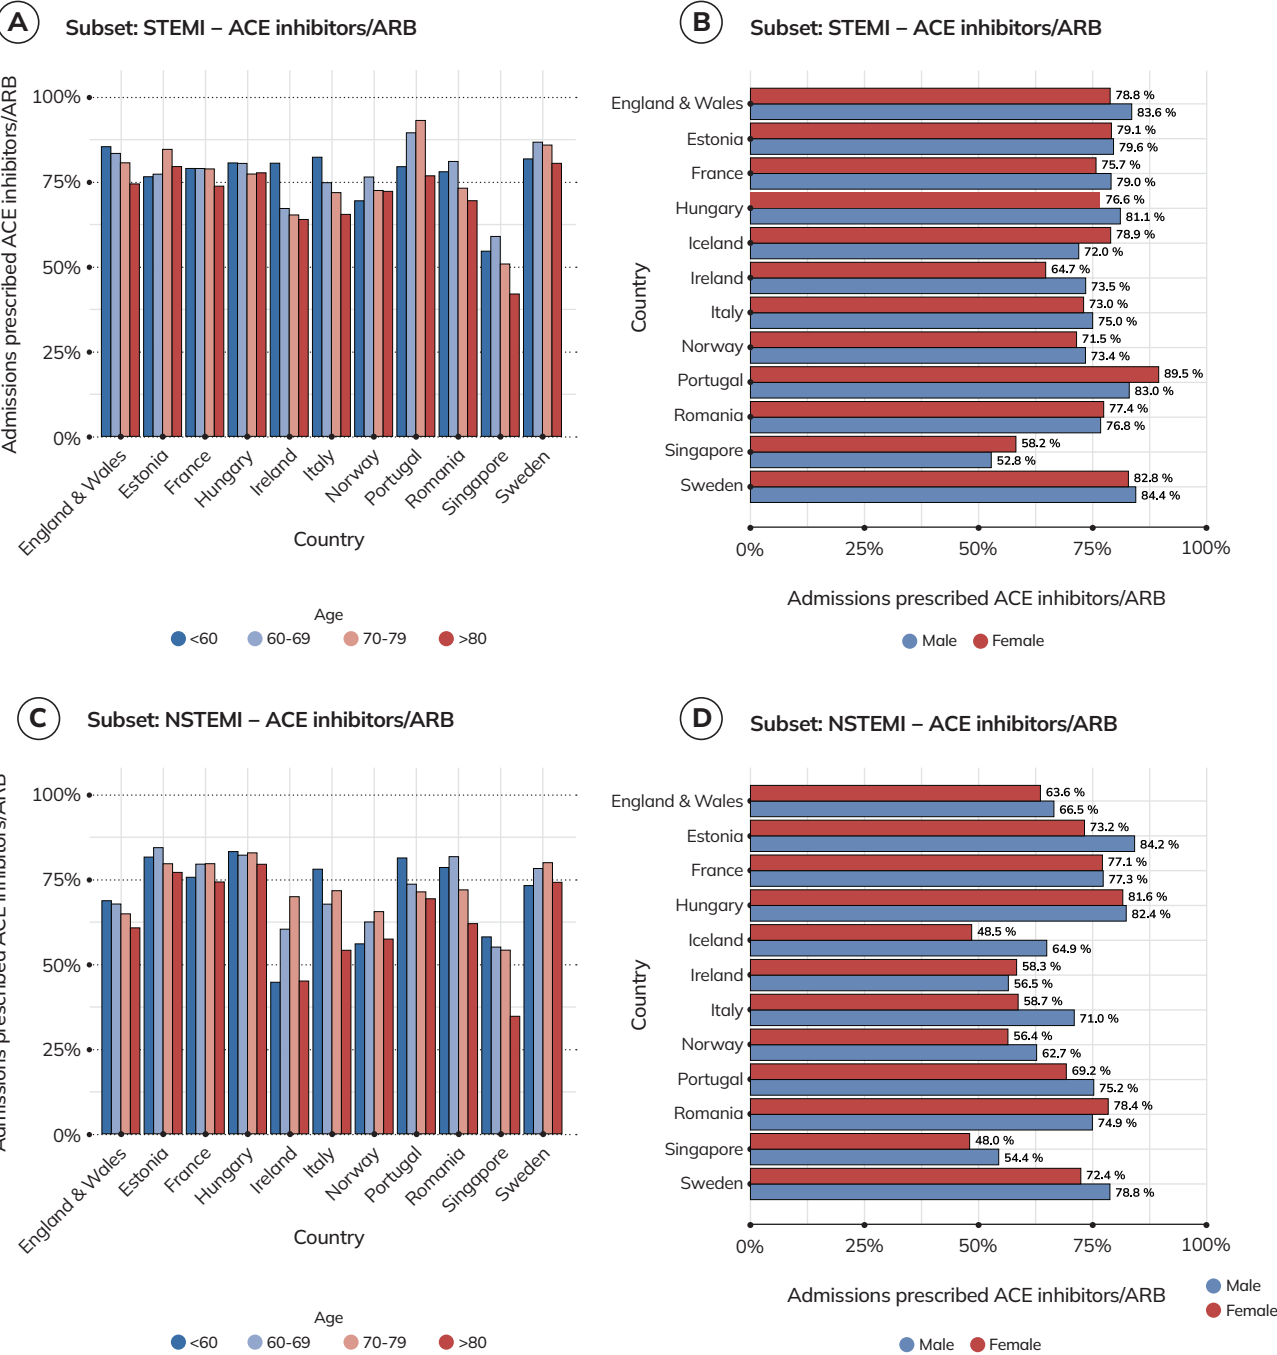 A Subset: STEMI – ACE inhibitors/ARB
Admissions prescribed ACE inhibitors/ARB
100%
75%
50%
25%
0%
England & Wales
Estonia
France
Hungary
Ireland
Italy
Norway
Portugal
Romania
Singapore
Sweden
Country
Age
<60 60-69 70-79 >80
B Subset: STEMI – ACE inhibitors/ARB
Country
England & Wales 78.8 %
83.6 %
Estonia 79.1 %
79.6 %
France 75.7 %
79.0 %
Hungary 76.6 %
81.1 %
Iceland 78.9 %
72.0 %
Ireland 64.7 %
73.5 %
Italy 73.0 %
75.0 %
Norway 71.5 %
73.4 %
Portugal 89.5 %
83.0 %
Romania 77.4 %
76.8 %
Singapore 58.2 %
52.8 %
Sweden 82.8 %
84.4 %
0% 25% 50% 75% 100%
Admissions prescribed ACE inhibitors/ARB
Male Female
C Subset: NSTEMI – ACE inhibitors/ARB
Admissions prescribed ACE inhibitors/ARB
100%
75%
50%
25%
0%
England & Wales
Estonia
France
Hungary
Ireland
Italy
Norway
Portugal
Romania
Singapore
Sweden
Country
Age
<60 60-69 70-79 >80
D Subset: NSTEMI – ACE inhibitors/ARB
Country
England & Wales 63.6 %
66.5 %
Estonia 73.2 %
84.2 %
France 77.1 %
77.3 %
Hungary 81.6 %
82.4 %
Iceland 48.5 %
64.9 %
Ireland 58.3 %
56.5 %
Italy 58.7 %
71.0 %
Norway 56.4 %
62.7 %
Portugal 69.2 %
75.2 %
Romania 78.4 %
74.9 %
Singapore 48.0 %
54.4 %
Sweden 72.4 %
78.8 %
0% 25% 50% 75% 100%
Admissions prescribed ACE inhibitors/ARB
Male
Female
Male Female